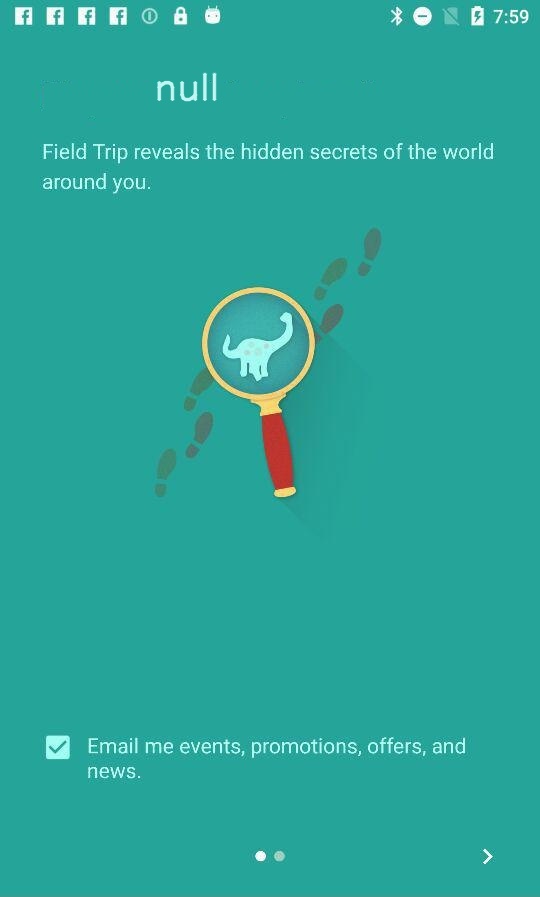 7:59
null
Field Trip reveals the hidden secrets of the world
around you.
Email me events, promotions, offers, and
news.